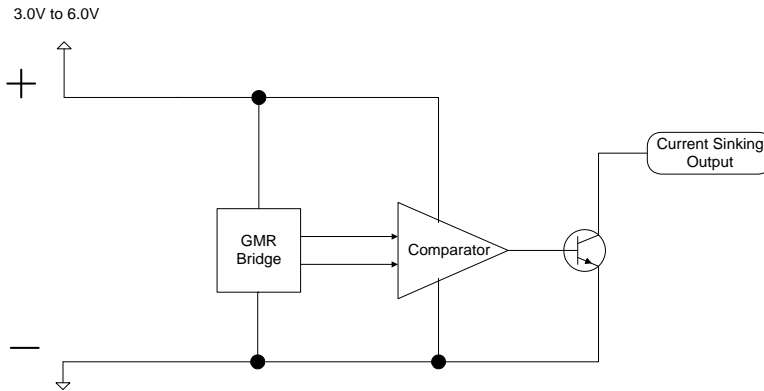 3.0V to 6.0V
+
Current Sinking
Output
GMR
Bridge
Comparator
—